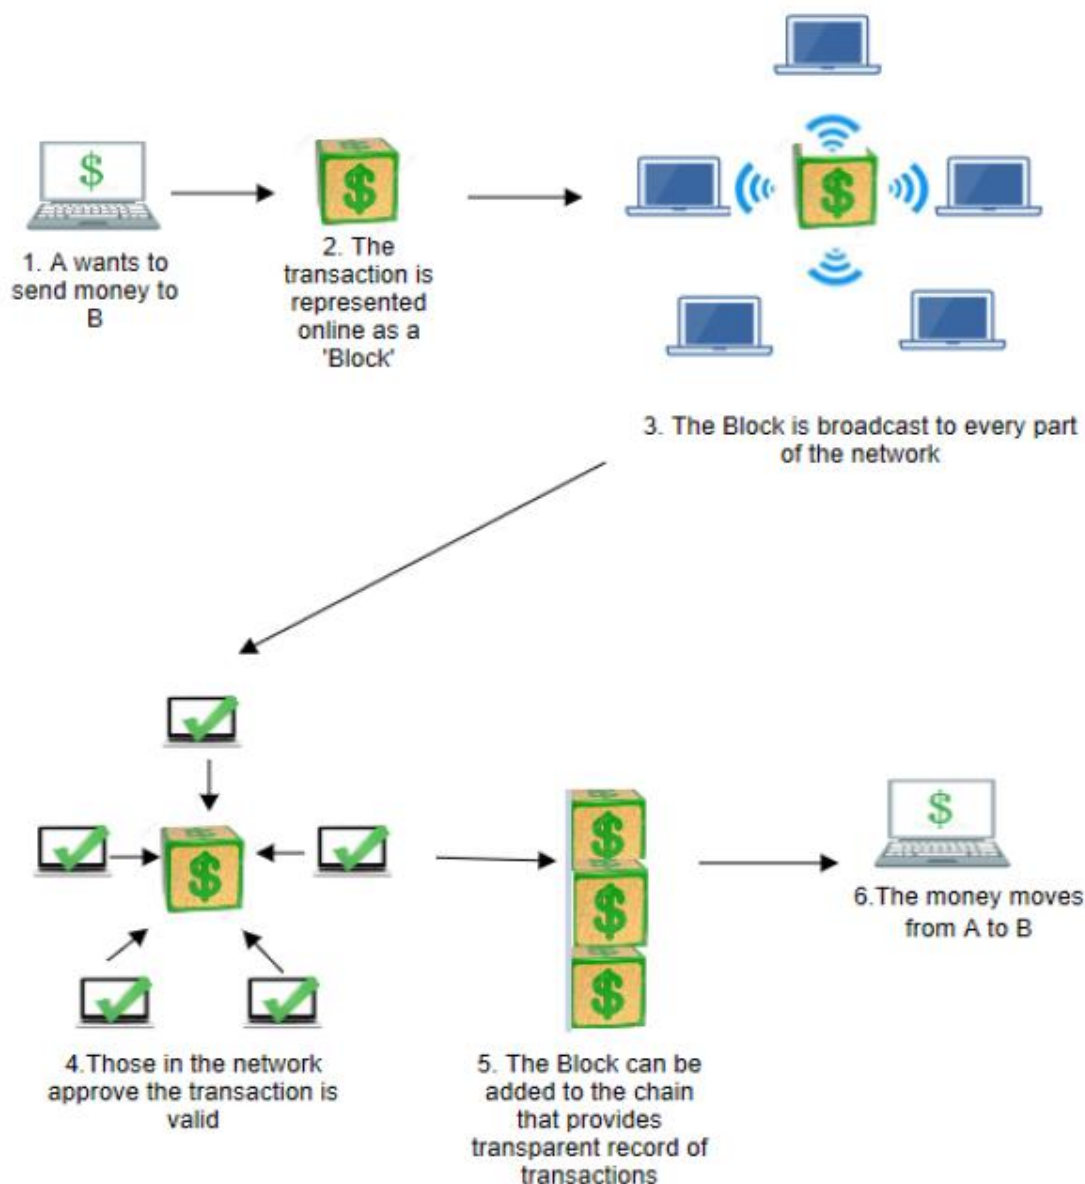 $
$
$
1. A wants to
send money to
B
2. The
transaction is
represented
online as a
'Block'
3. The Block is broadcast to every part
of the network
$
$
$
$
$
4.Those in the network
approve the transaction is
valid
5. The Block can be
added to the chain
that provides
transparent record of
transactions
6.The money moves
from A to B